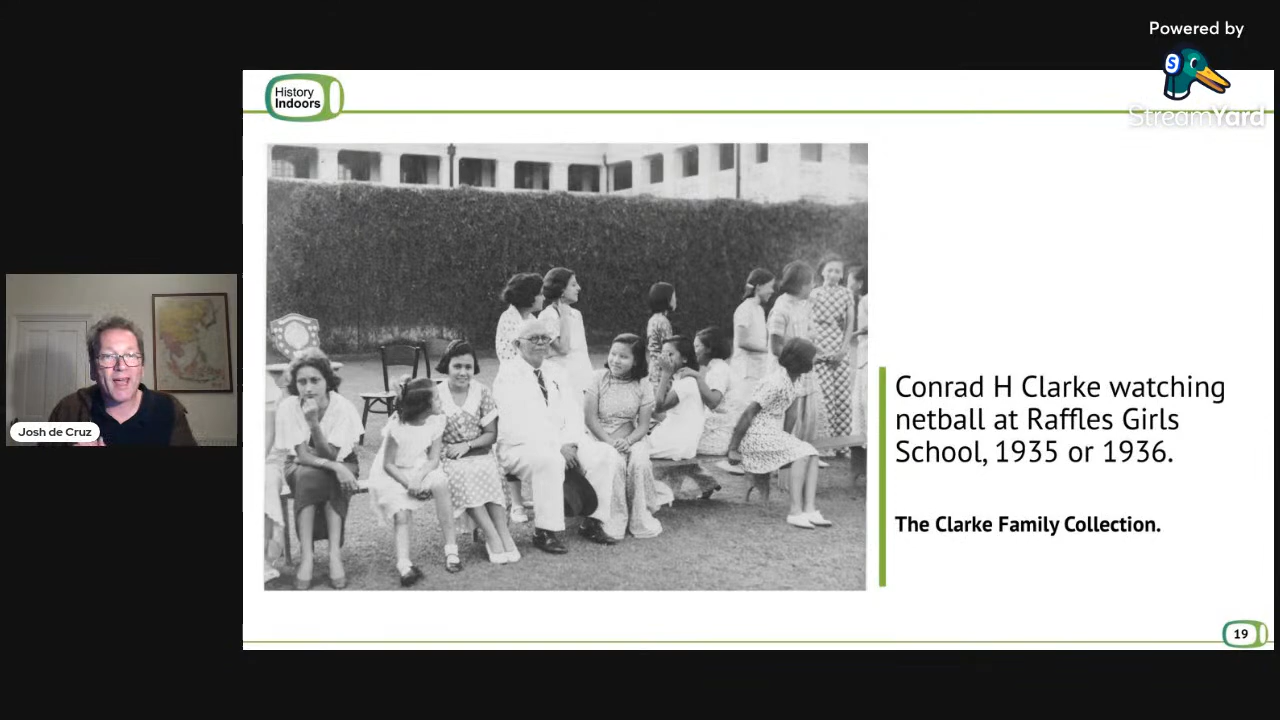 Powered by
StreamYard
History
Indoors
Josh de Cruz
Conrad H Clarke watching
netball at Raffles Girls
School, 1935 or 1936.
The Clarke Family Collection.
19